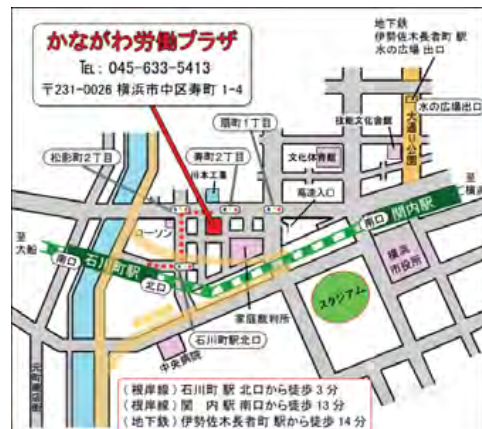 かながわ労働プラザ
TEL: 045-633-5413
〒231-0026 横浜市中区寿町 1-4
地下鉄
伊勢佐木長者町 駅
水の広場 出口
水の広場出口
大通り公園
技能文化会館
文化体育館
扇町1丁目
寿町2丁目
松影町2丁目
川本工業
高速入口
ローソン
至
横浜
関内駅
南口
至
大船
南口
石川町駅
北口
横浜
市役所
スタジアム
家庭裁判所
石川町駅北口
中央病院
元町商店街
(根岸線) 石川町 駅 北口から徒歩 3 分
(根岸線) 関 内 駅 南口から徒歩 13 分
(地下鉄) 伊勢佐木長者町 駅から徒歩 14 分